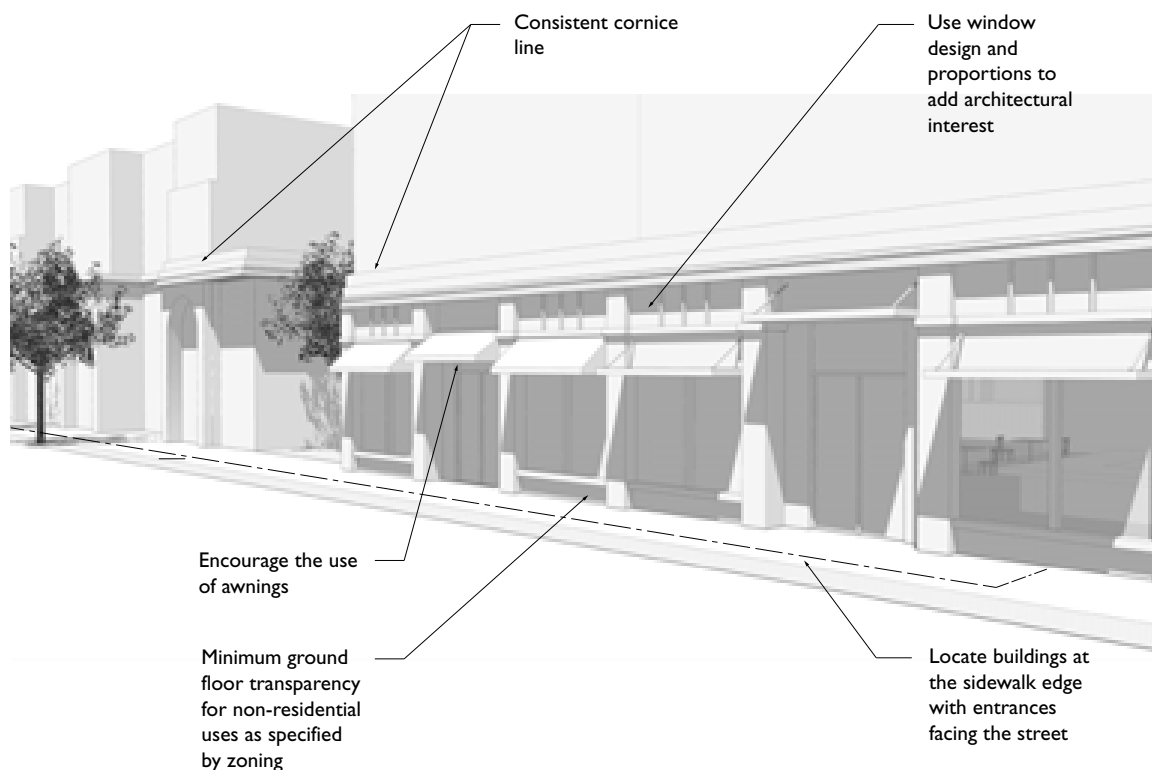 Consistent cornice
line
Use window
design and
proportions to
add architectural
interest
Encourage the use
of awnings
Minimum ground
floor transparency
for non-residential
uses as specified
by zoning
Locate buildings at
the sidewalk edge
with entrances
facing the street